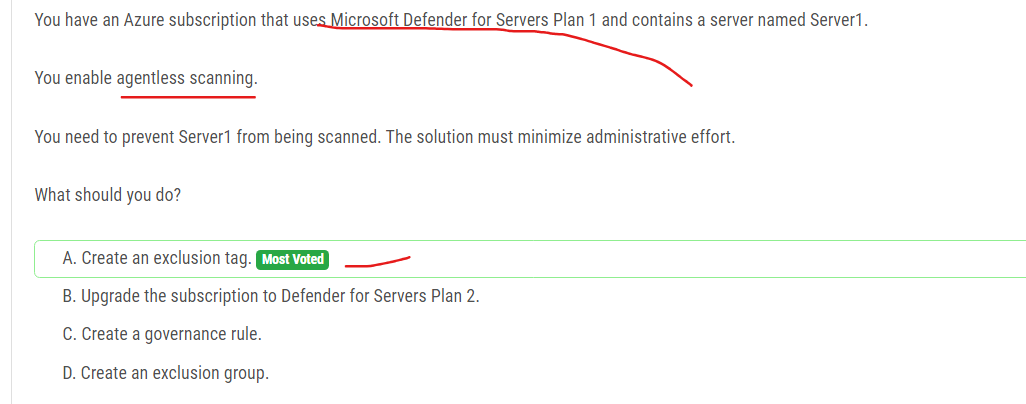 You have an Azure subscription that uses Microsoft Defender for Servers Plan 1 and contains a server named Server1.
You enable agentless scanning.
You need to prevent Server1 from being scanned. The solution must minimize administrative effort.
What should you do?
A. Create an exclusion tag. Most Voted
B. Upgrade the subscription to Defender for Servers Plan 2.
C. Create a governance rule.
D. Create an exclusion group.